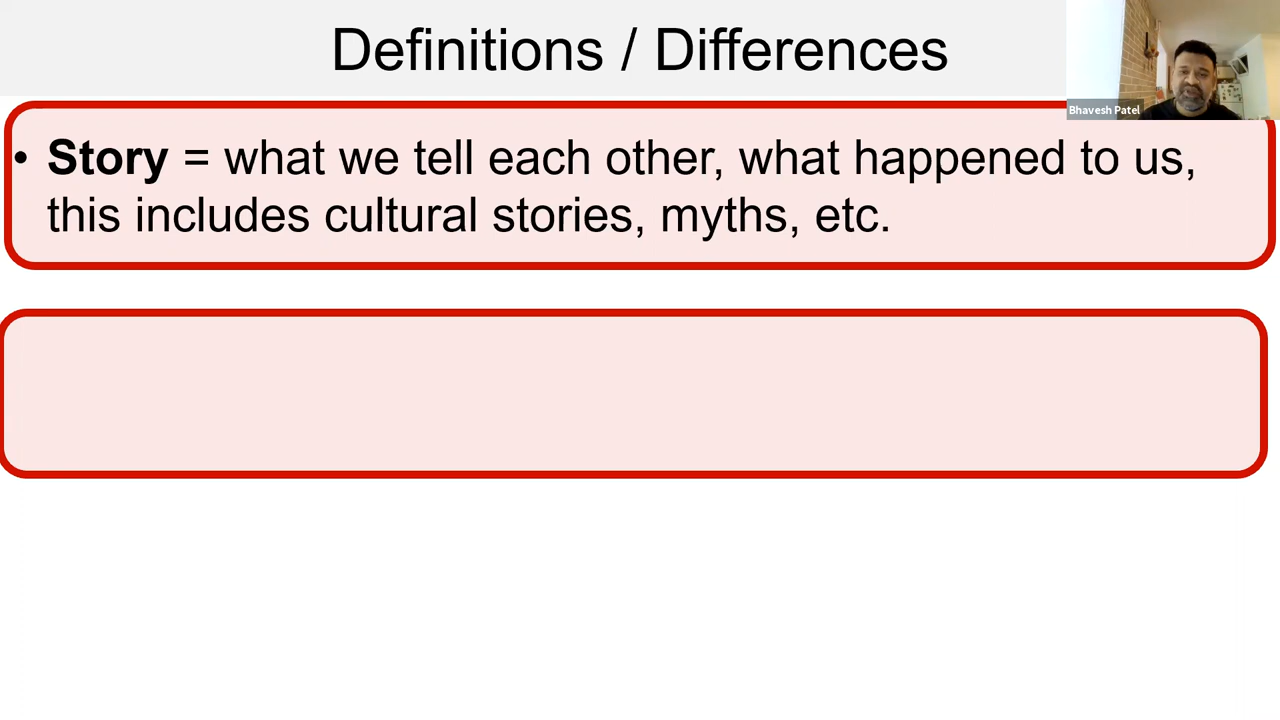 Definitions / Differences
Bhavesh Patel
• Story = what we tell each other, what happened to us,
this includes cultural stories, myths, etc.